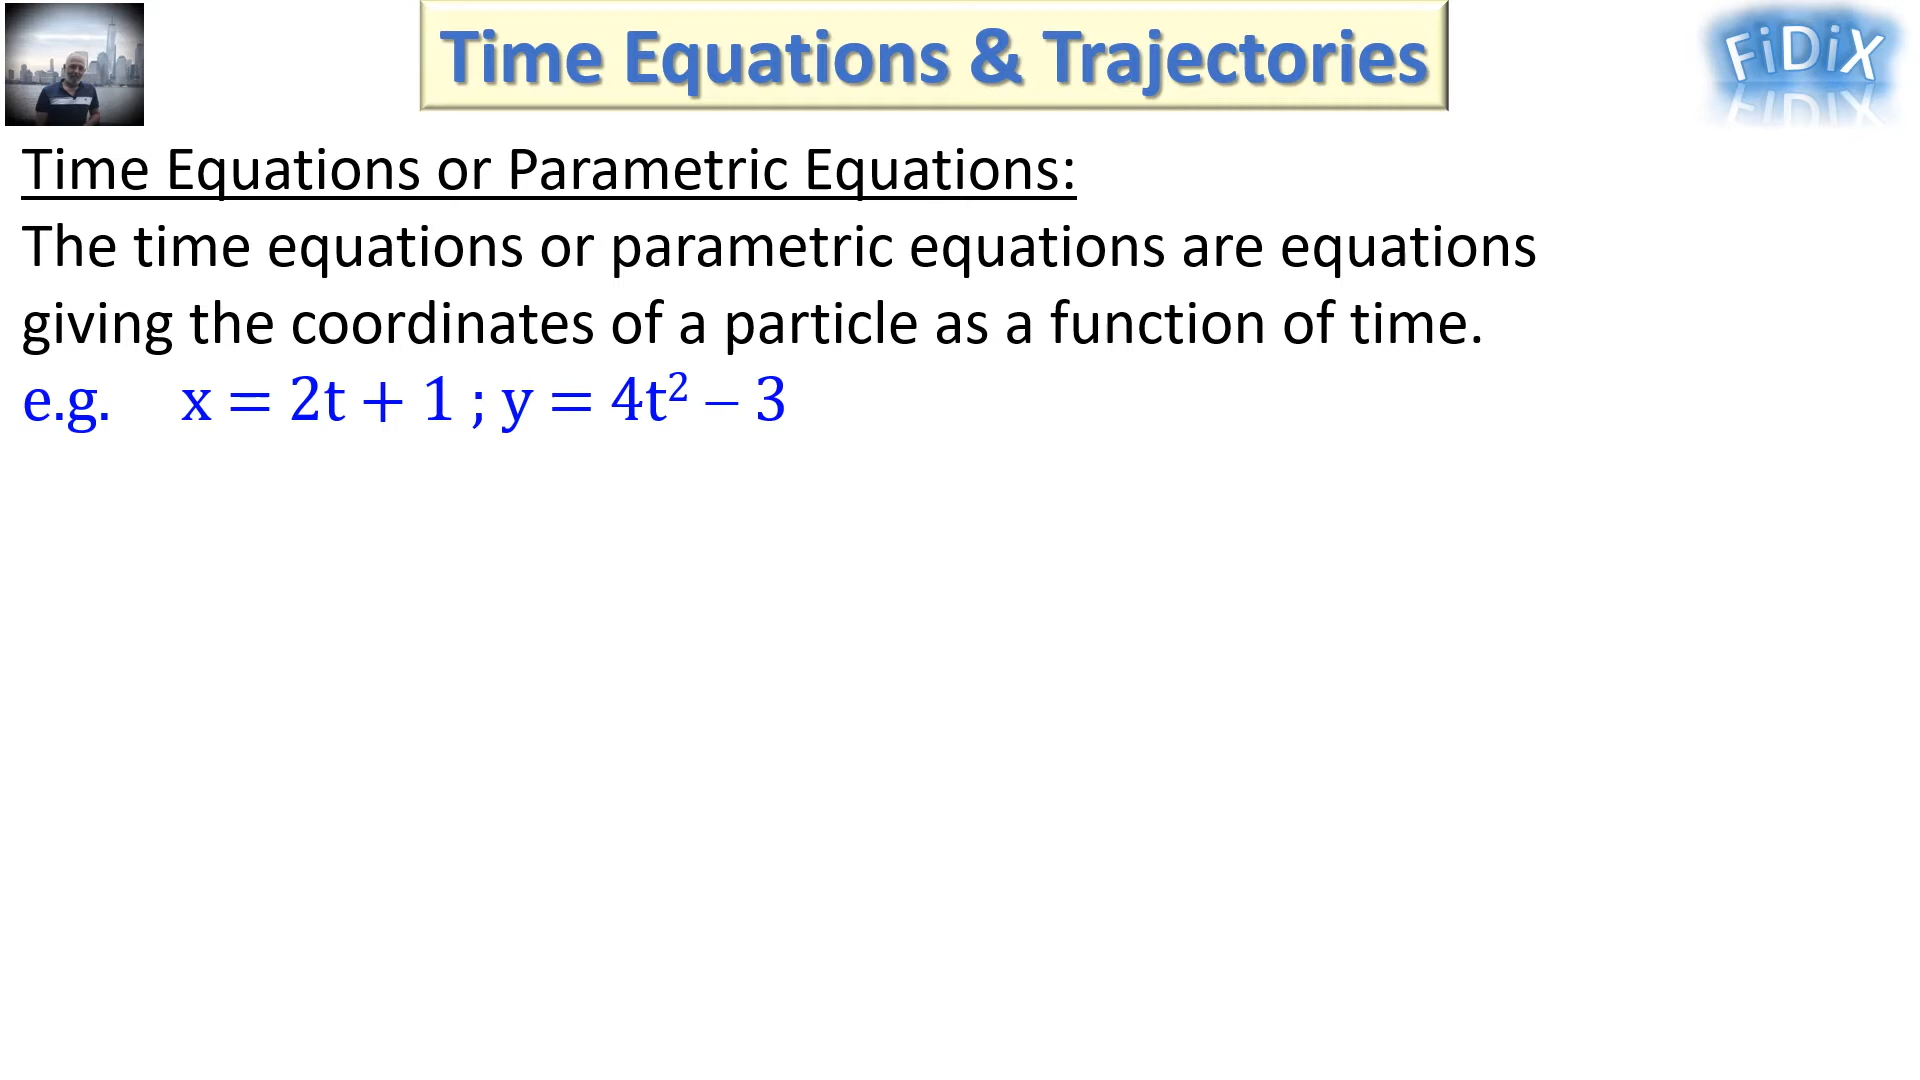 Time Equations & Trajectories
FiDiX
Time Equations or Parametric Equations:
The time equations or parametric equations are equations
giving the coordinates of a particle as a function of time.
e.g. x = 2t + 1 ; y = 4t² – 3